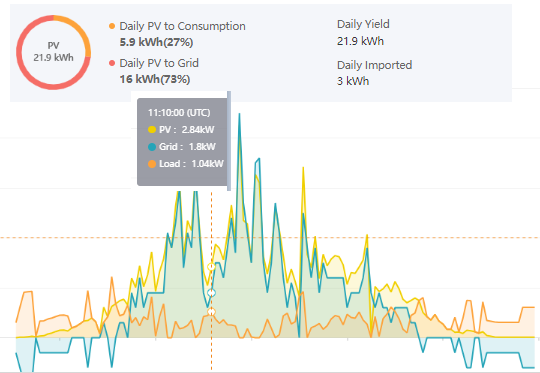 PV
21.9 kWh
Daily PV to Consumption
5.9 kWh(27%)
Daily PV to Grid
16 kWh(73%)
Daily Yield
21.9 kWh
Daily Imported
3 kWh
11:10:00 (UTC)
PV : 2.84kW
Grid : 1.8kW
Load : 1.04kW